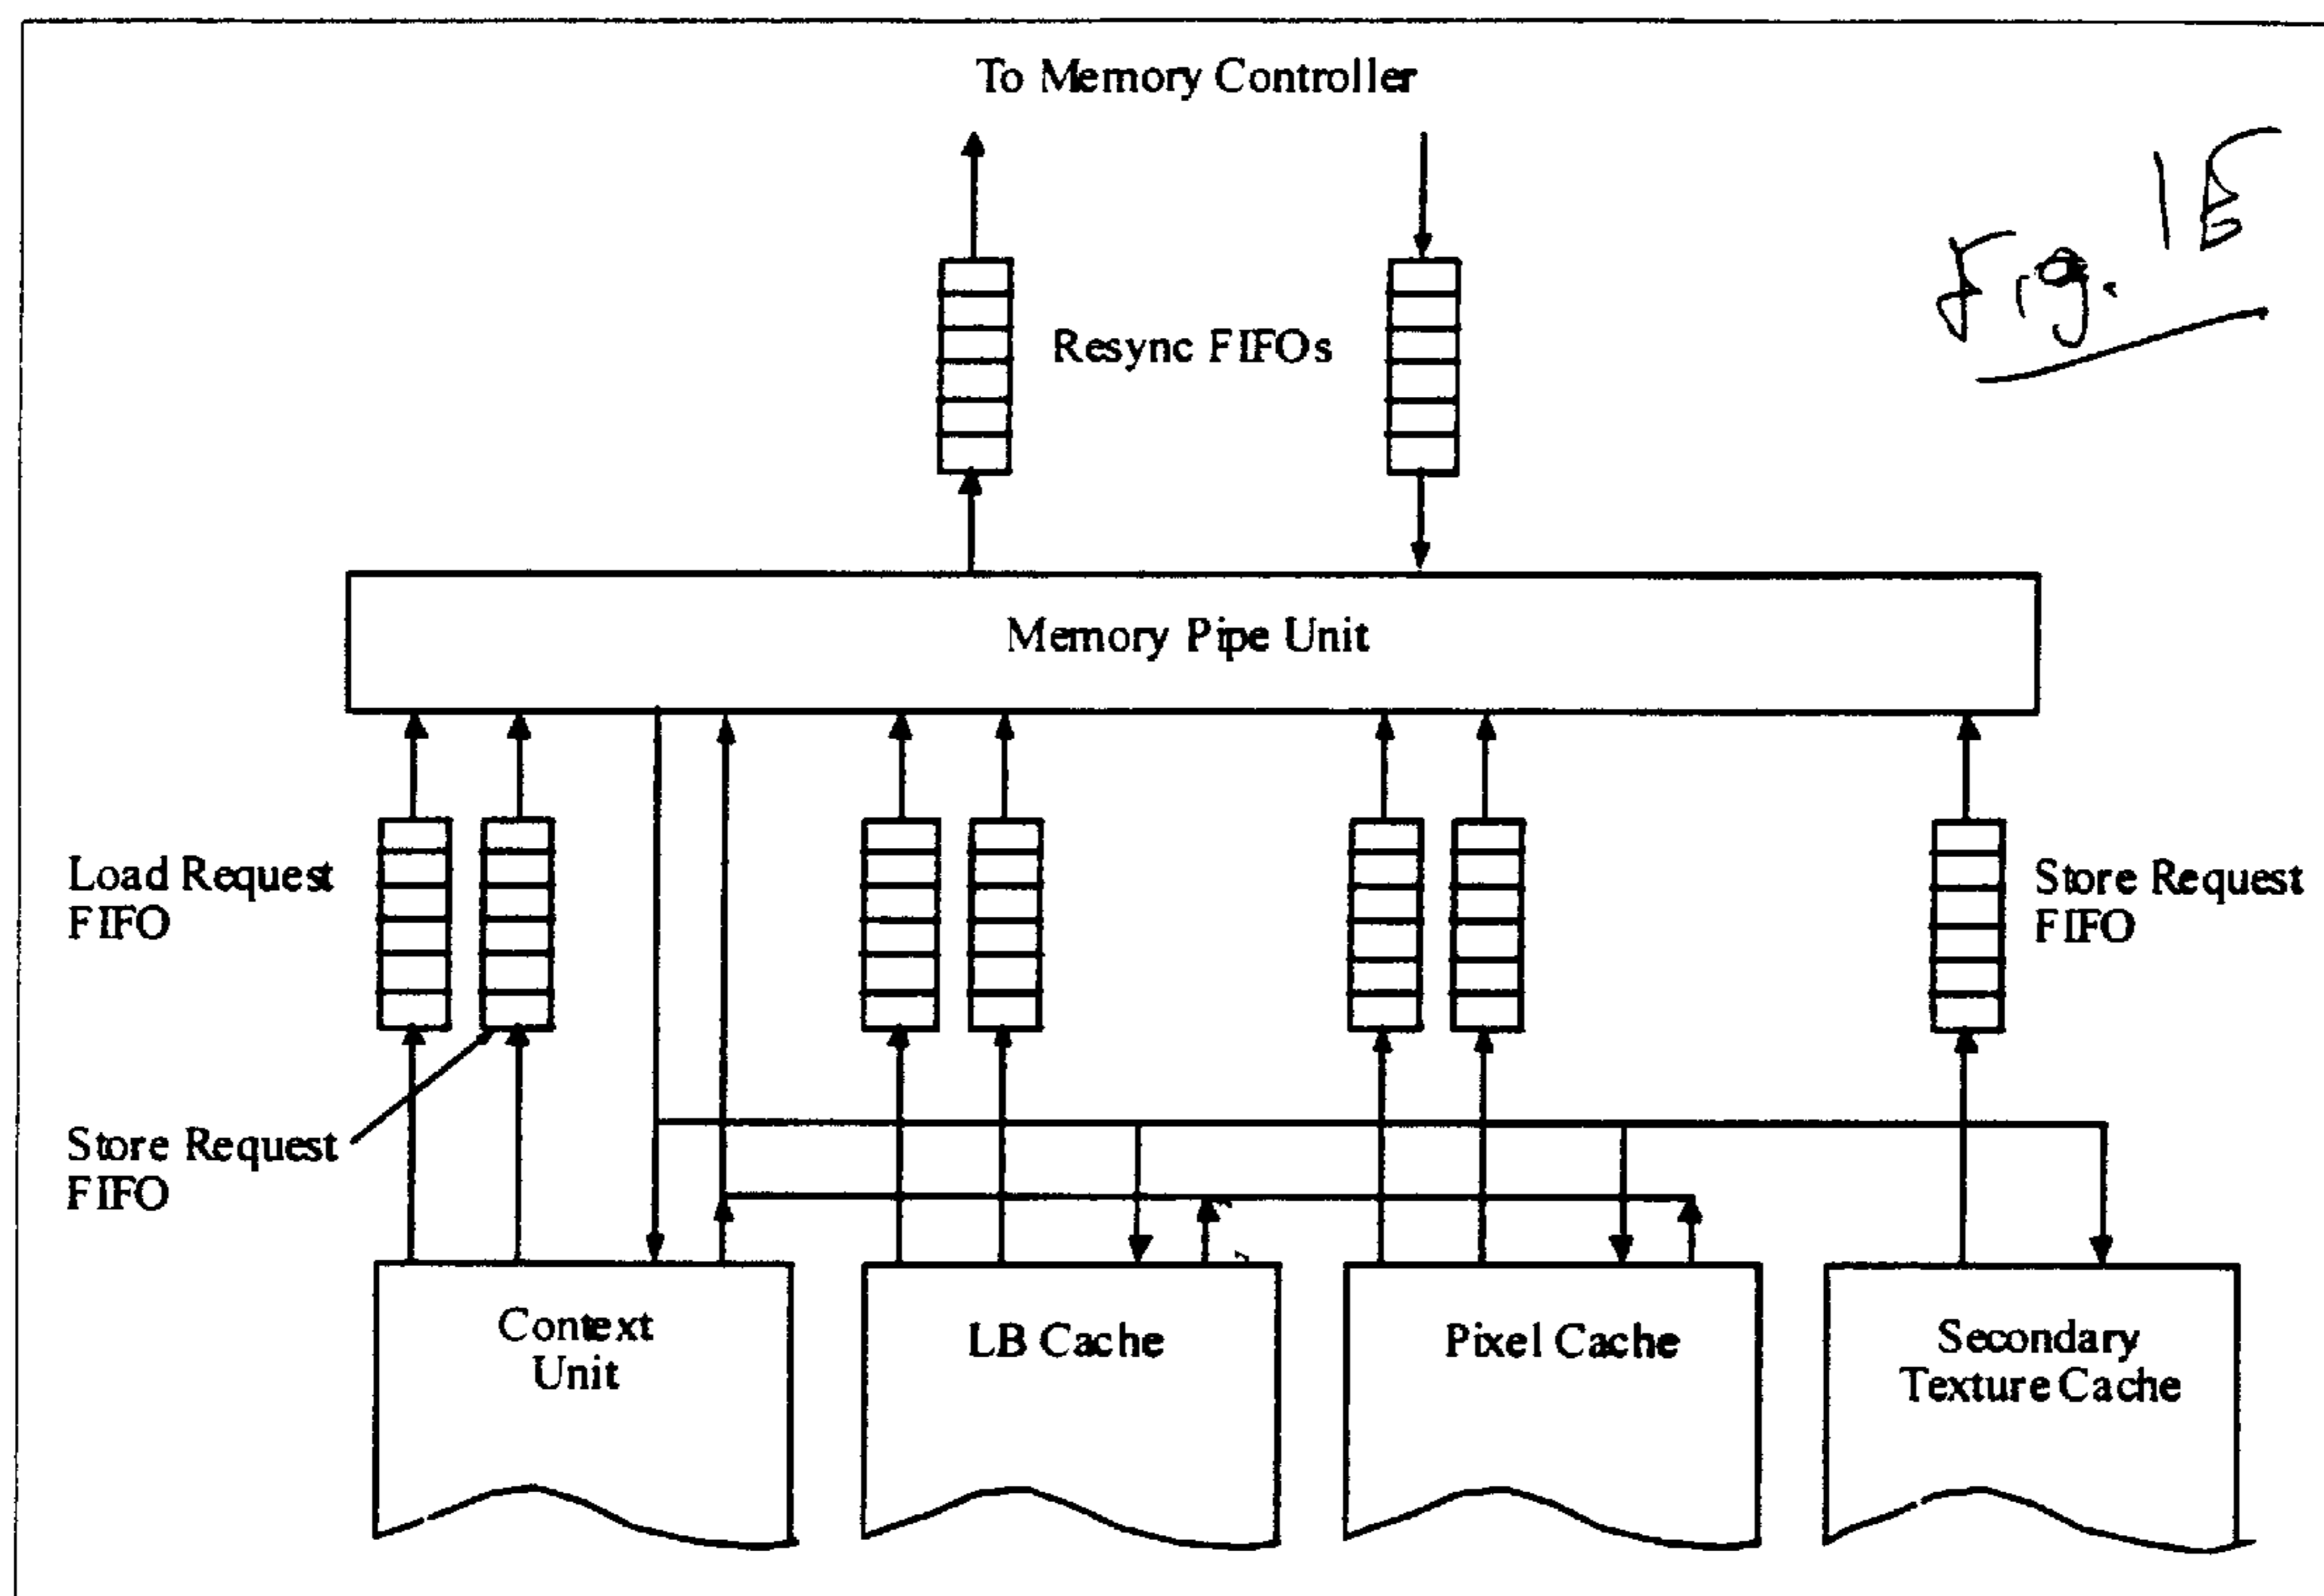 To Memory Controller
Fig. 1E
Resync FIFOs
Memory Pipe Unit
Load Request
FIFO
Store Request
FIFO
Store Request
FIFO
Context
Unit
LB Cache
Pixel Cache
Secondary
Texture Cache